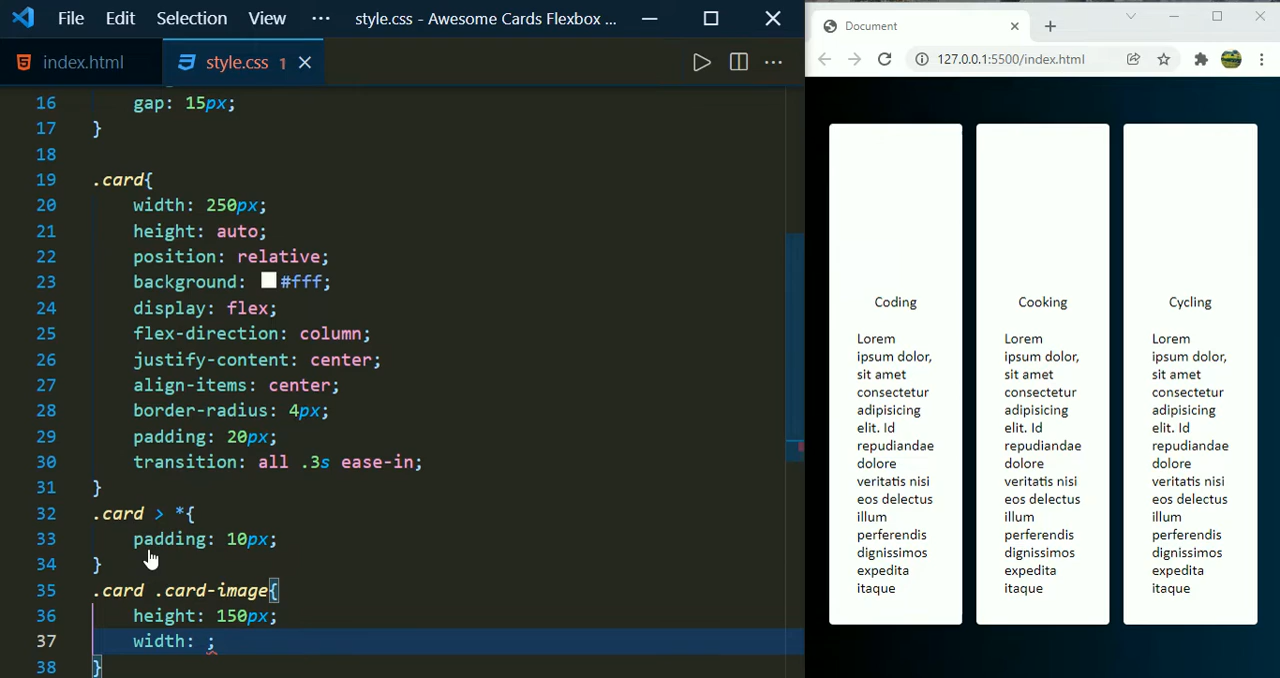 File Edit Selection View ··· style.css - Awesome Cards Flexbox ...
index.html
style.css 1
16 gap: 15px;
17 }
18
19 .card{
20 width: 250px;
21 height: auto;
22 position: relative;
23 background: #fff;
24 display: flex;
25 flex-direction: column;
26 justify-content: center;
27 align-items: center;
28 border-radius: 4px;
29 padding: 20px;
30 transition: all .3s ease-in;
31 }
32 .card > *{
33 padding: 10px;
34 }
35 .card .card-image{
36 height: 150px;
37 width: ;
38 }
Document
127.0.0.1:5500/index.html
Coding
Lorem
ipsum dolor,
sit amet
consectetur
adipisicing
elit. Id
repudiandae
dolore
veritatis nisi
eos delectus
illum
perferendis
dignissimos
expedita
itaque
Cooking
Lorem
ipsum dolor,
sit amet
consectetur
adipisicing
elit. Id
repudiandae
dolore
veritatis nisi
eos delectus
illum
perferendis
dignissimos
expedita
itaque
Cycling
Lorem
ipsum dolor,
sit amet
consectetur
adipisicing
elit. Id
repudiandae
dolore
veritatis nisi
eos delectus
illum
perferendis
dignissimos
expedita
itaque